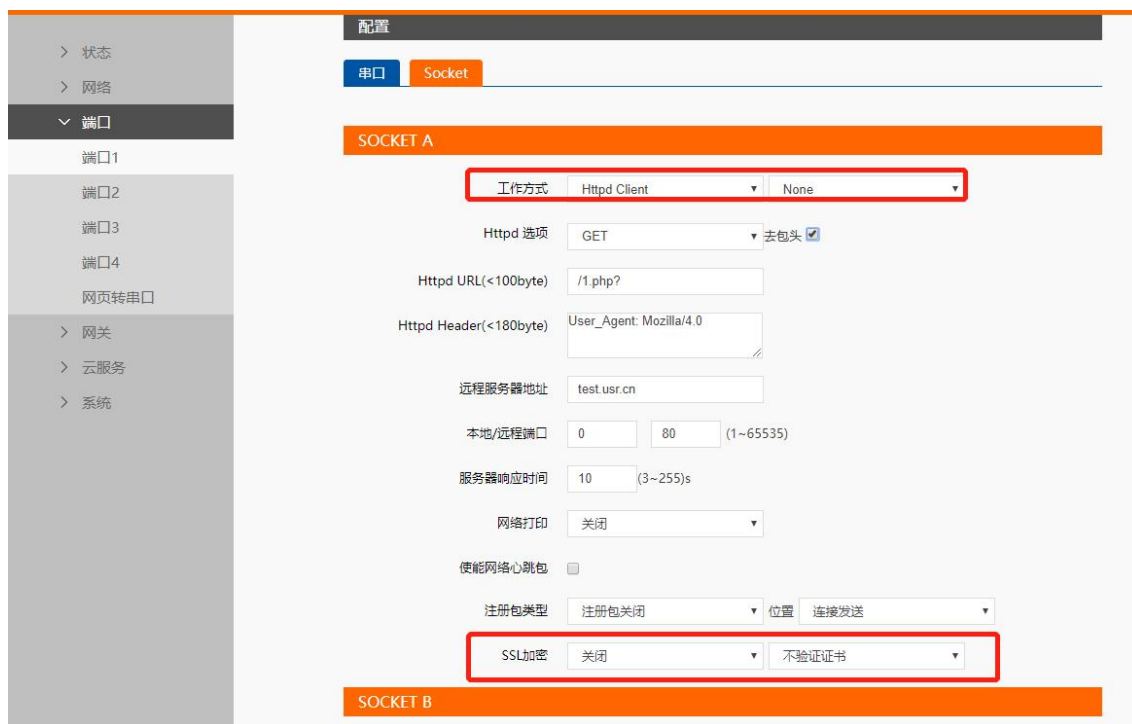 配置
状态
网络
端口
端口1
端口2
端口3
端口4
网页转串口
网关
云服务
系统
串口 Socket
SOCKET A
工作方式 Httpd Client None
Httpd 选项 GET 去包头
Httpd URL(<100byte) /1.php?
Httpd Header(<180byte) User_Agent: Mozilla/4.0
远程服务器地址 test.usr.cn
本地/远程端口 0 80 (1~65535)
服务器响应时间 10 (3~255)s
网络打印 关闭
使能网络心跳包
注册包类型 注册包关闭 位置 连接发送
SSL加密 关闭 不验证证书
SOCKET B